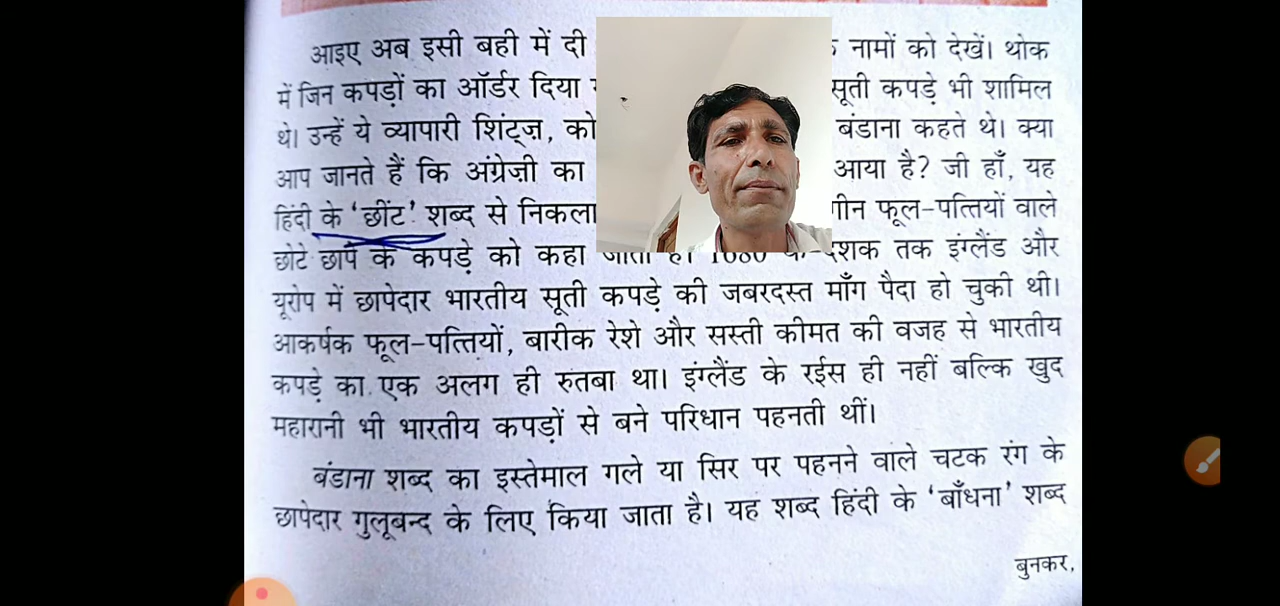 आइए अब इसी बही में दी नामों को देखें। थोक
में जिन कपड़ों का ऑर्डर दिया सूती कपड़े भी शामिल
थे। उन्हें ये व्यापारी शिंट्ज़, को बंडाना कहते थे। क्या
आप जानते हैं कि अंग्रेज़ी का आया है? जी हाँ, यह
हिंदी के 'छींट' शब्द से निकला गीन फूल-पत्तियों वाले
छोटे छापे के कपड़े को कहा जाता है। 1680 के दशक तक इंग्लैंड और
यूरोप में छापेदार भारतीय सूती कपड़े की जबरदस्त माँग पैदा हो चुकी थी।
आकर्षक फूल-पत्तियों, बारीक रेशे और सस्ती कीमत की वजह से भारतीय
कपड़े का एक अलग ही रुतबा था। इंग्लैंड के रईस ही नहीं बल्कि खुद
महारानी भी भारतीय कपड़ों से बने परिधान पहनती थीं।
बंडाना शब्द का इस्तेमाल गले या सिर पर पहनने वाले चटक रंग के
छापेदार गुलूबन्द के लिए किया जाता है। यह शब्द हिंदी के 'बाँधना' शब्द
बुनकर,